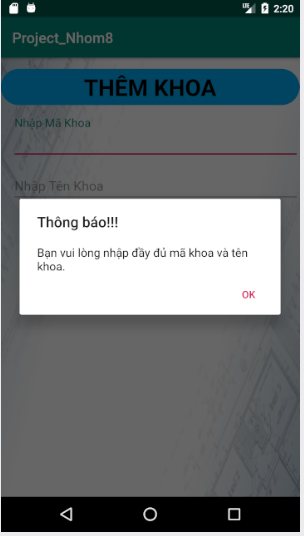 2:20
Project_Nhom8
THÊM KHOA
Nhập Mã Khoa
Nhập Tên Khoa
Thông báo!!!
Bạn vui lòng nhập đầy đủ mã khoa và tên
khoa.
OK